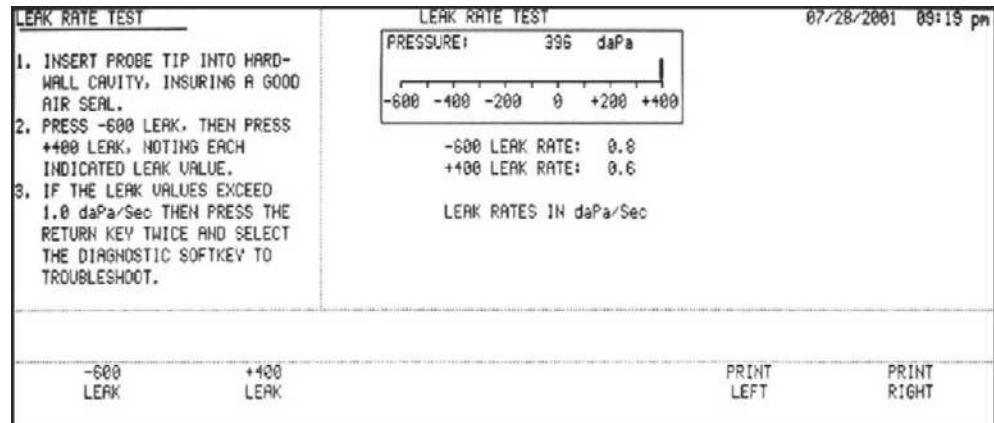 LEAK RATE TEST
1. INSERT PROBE TIP INTO HARD-
WALL CAVITY, INSURING A GOOD
AIR SEAL.
2. PRESS -600 LEAK, THEN PRESS
+400 LEAK, NOTING EACH
INDICATED LEAK VALUE.
3. IF THE LEAK VALUES EXCEED
1.0 daPa/Sec THEN PRESS THE
RETURN KEY TWICE AND SELECT
THE DIAGNOSTIC SOFTKEY TO
TROUBLESHOOT.
LEAK RATE TEST
07/28/2001 09:19 pm
PRESSURE: 396 daPa
-600 -400 -200 0 +200 +400
-600 LEAK RATE: 0.8
+400 LEAK RATE: 0.6
LEAK RATES IN daPa/Sec
-600
LEAK
+400
LEAK
PRINT
LEFT
PRINT
RIGHT